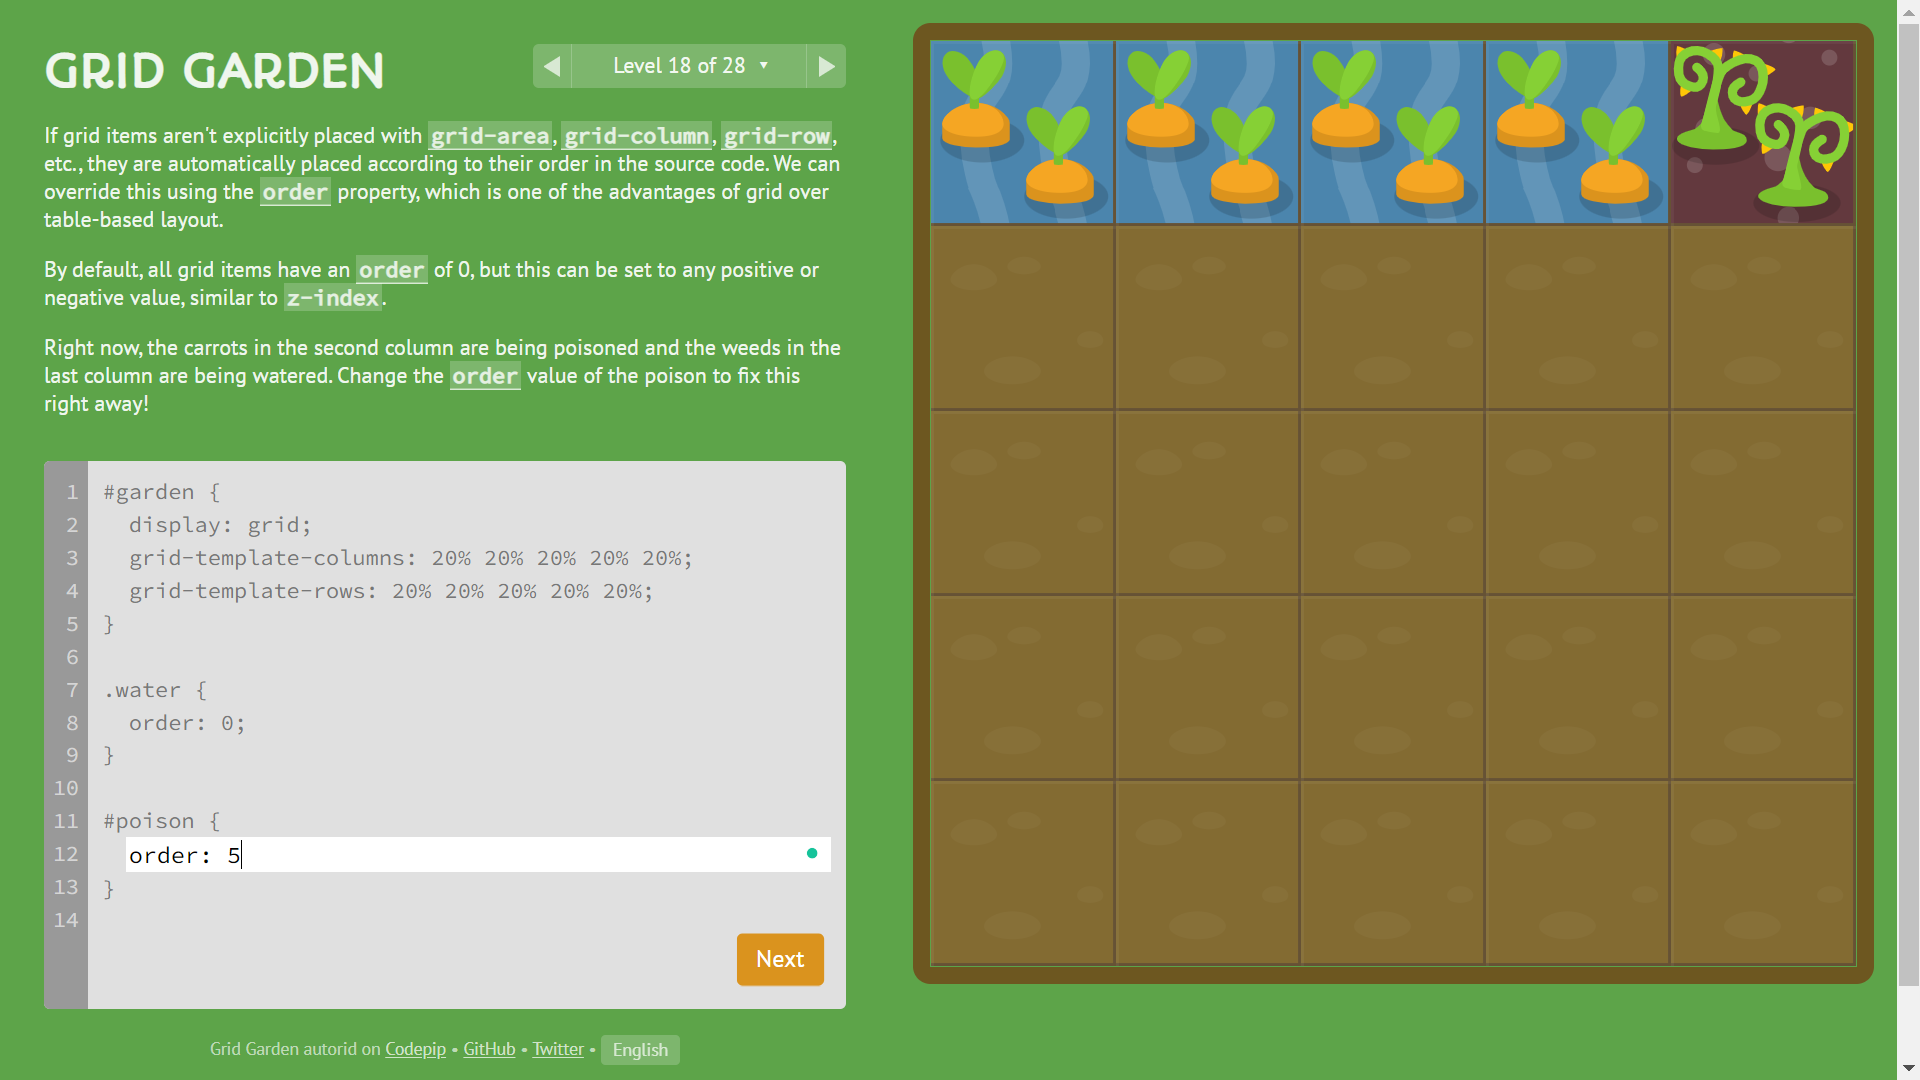 GRID GARDEN
Level 18 of 28 ▼
If grid items aren't explicitly placed with grid-area, grid-column, grid-row,
etc., they are automatically placed according to their order in the source code. We can
override this using the order property, which is one of the advantages of grid over
table-based layout.
By default, all grid items have an order of 0, but this can be set to any positive or
negative value, similar to z-index.
Right now, the carrots in the second column are being poisoned and the weeds in the
last column are being watered. Change the order value of the poison to fix this
right away!
1 #garden {
2 display: grid;
3 grid-template-columns: 20% 20% 20% 20% 20%;
4 grid-template-rows: 20% 20% 20% 20% 20%;
5 }
6
7 .water {
8 order: 0;
9 }
10
11 #poison {
12 order: 5
13 }
14
Next
Grid Garden autorid on Codepip • GitHub • Twitter • English